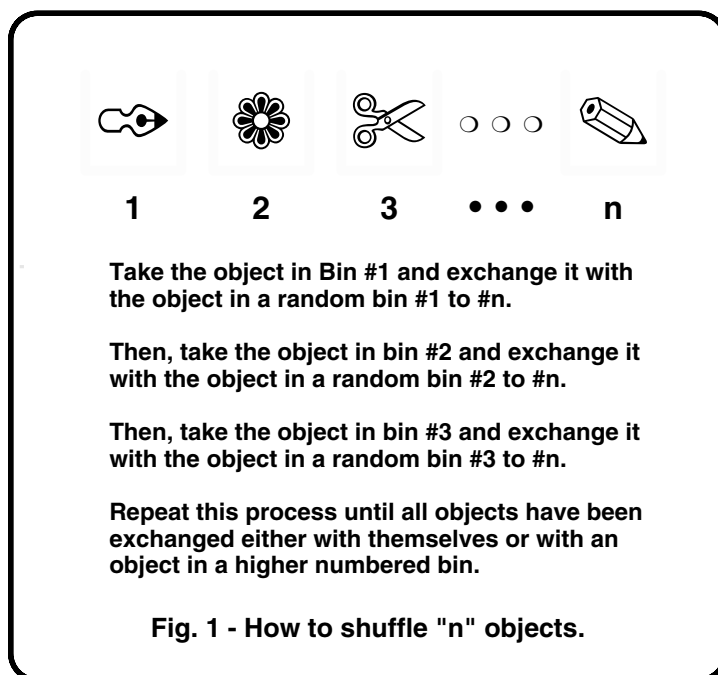 1 2 3 • • • n
Take the object in Bin #1 and exchange it with
the object in a random bin #1 to #n.
Then, take the object in bin #2 and exchange it
with the object in a random bin #2 to #n.
Then, take the object in bin #3 and exchange it
with the object in a random bin #3 to #n.
Repeat this process until all objects have been
exchanged either with themselves or with an
object in a higher numbered bin.
Fig. 1 - How to shuffle "n" objects.